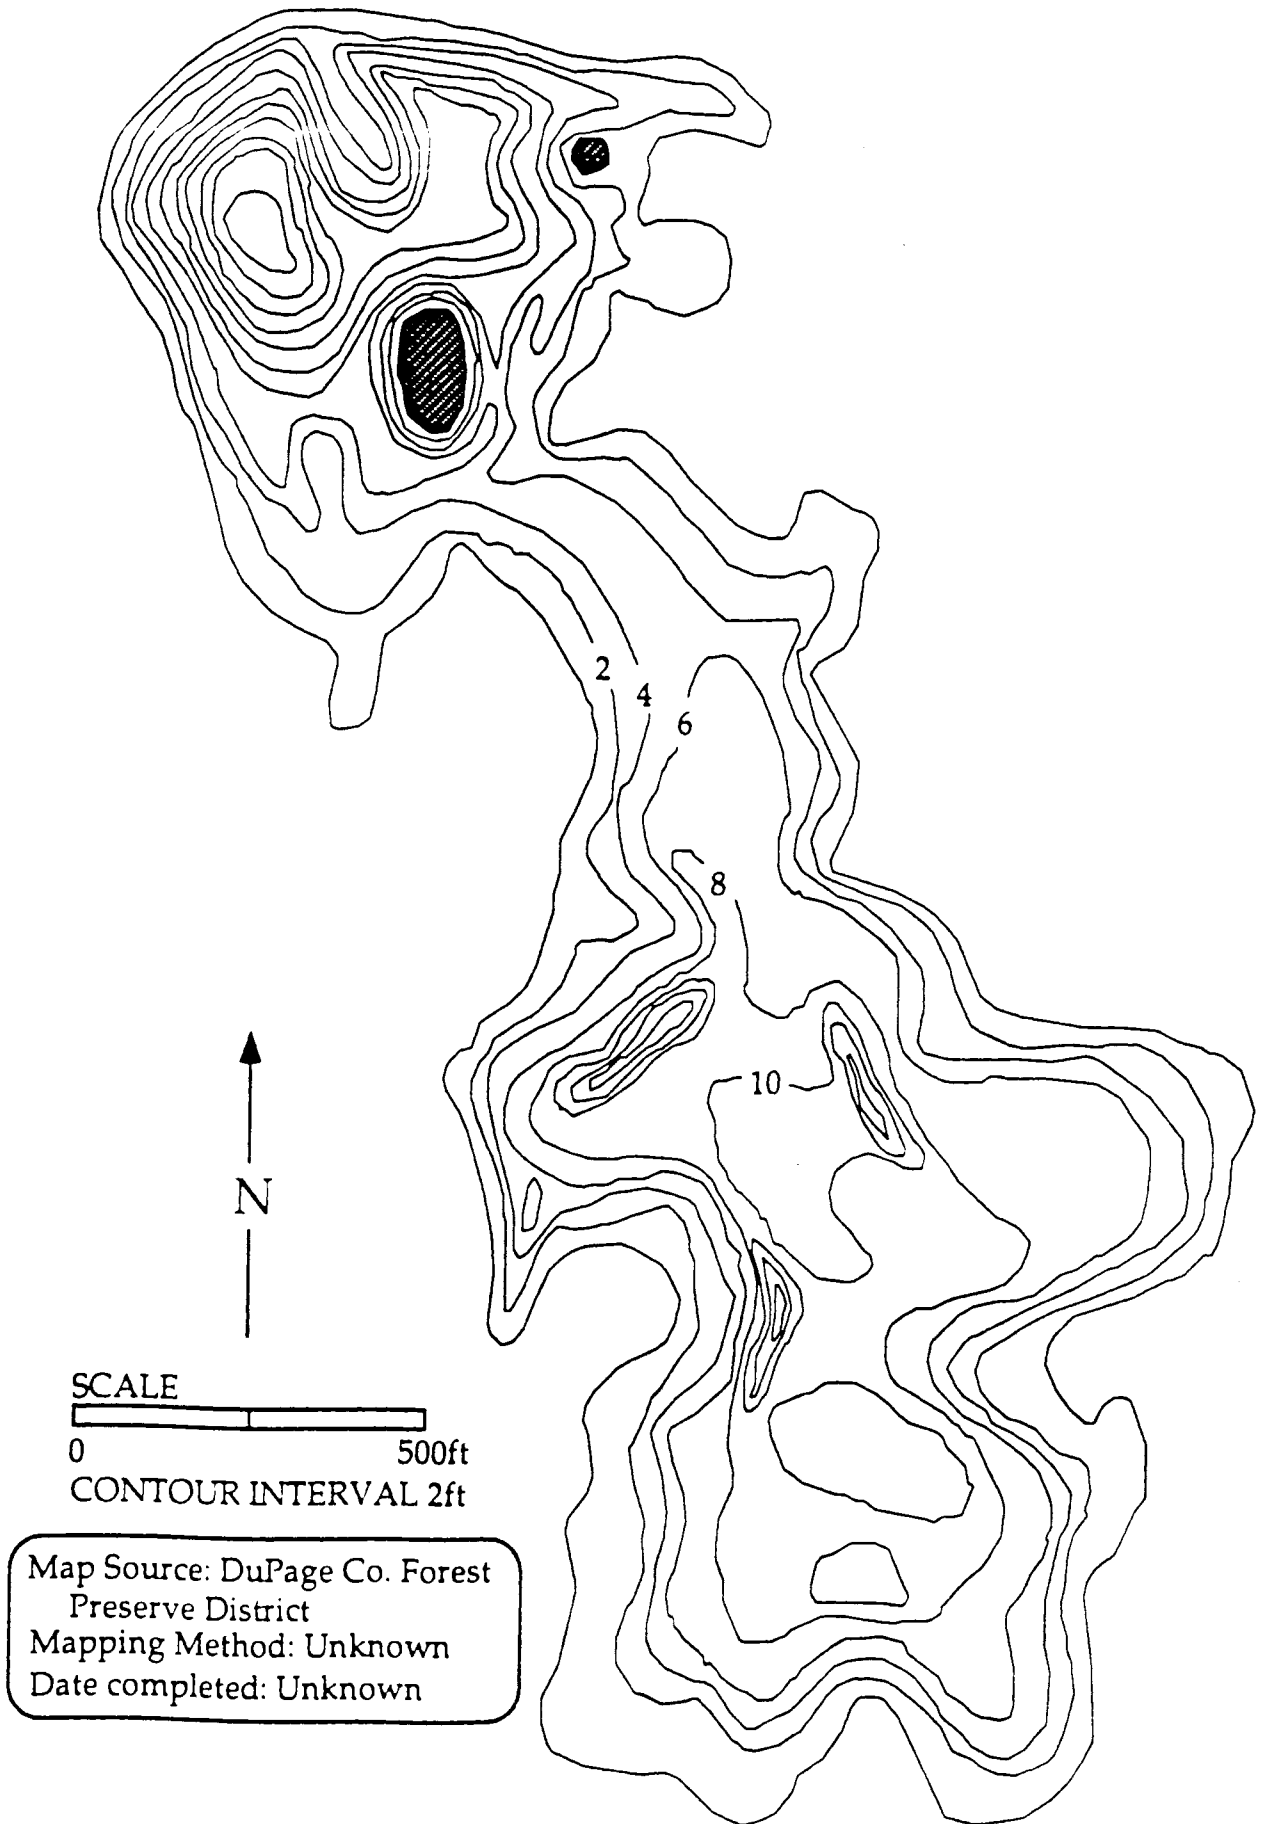 2
4
6
8
10
N
SCALE
0 500ft
CONTOUR INTERVAL 2ft
Map Source: DuPage Co. Forest
Preserve District
Mapping Method: Unknown
Date completed: Unknown